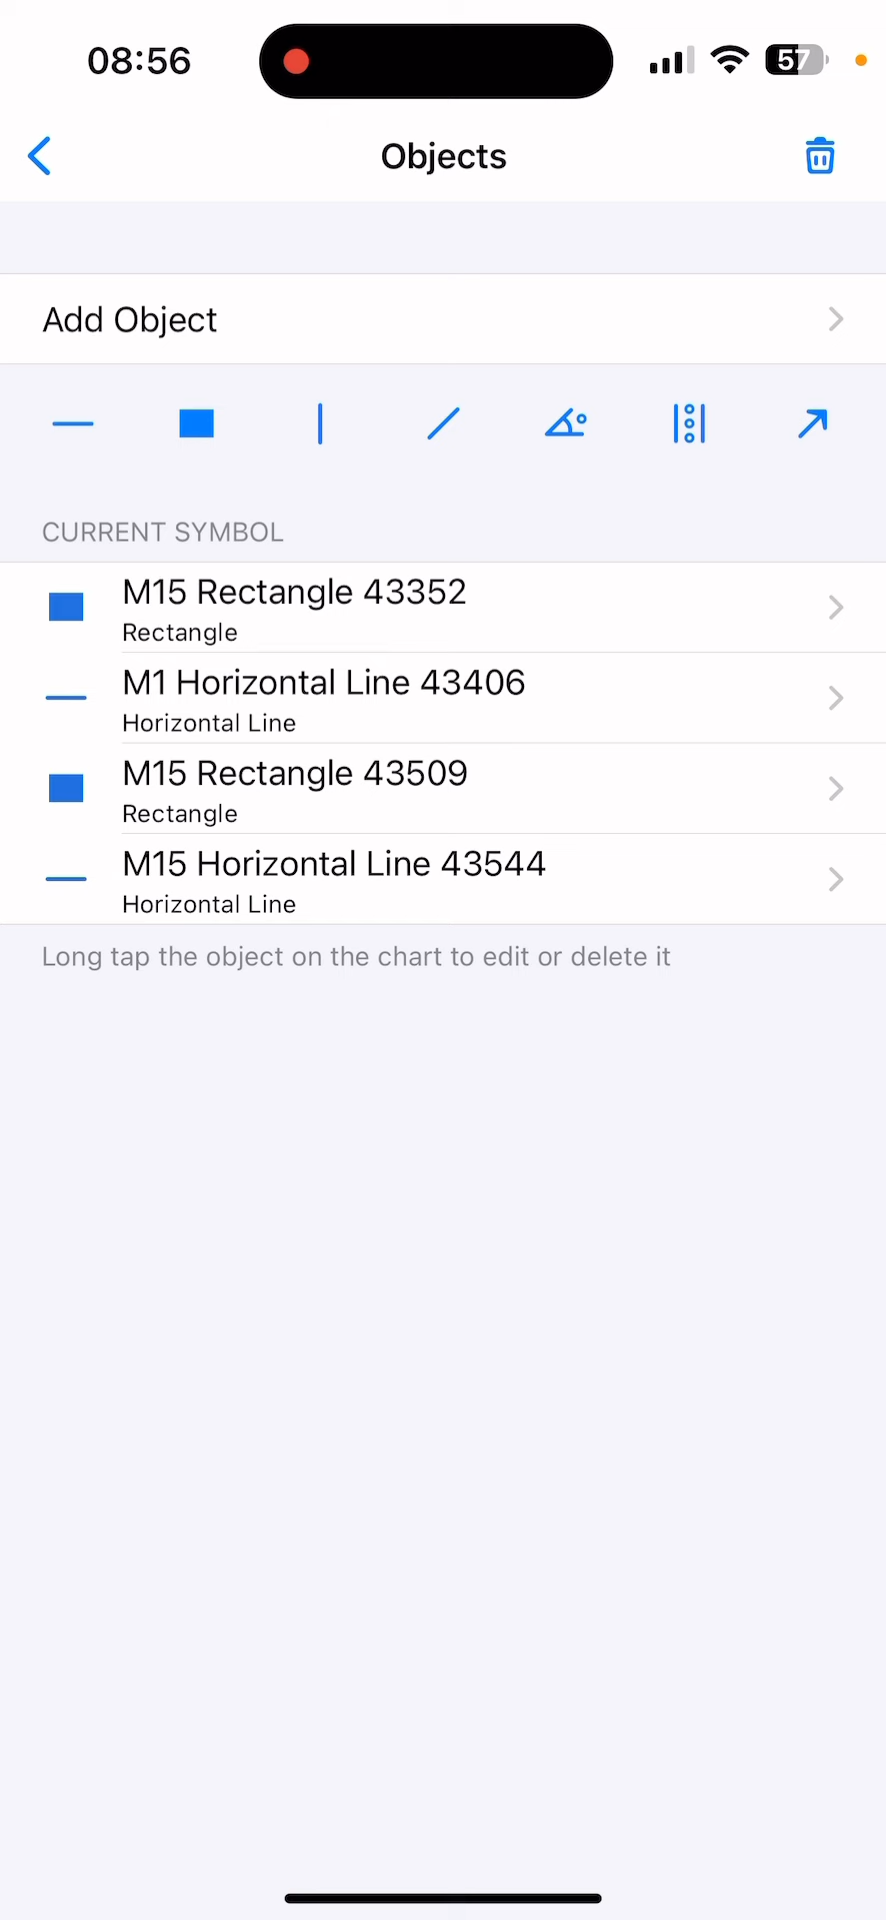 08:56
57
Objects
Add Object
CURRENT SYMBOL
M15 Rectangle 43352
Rectangle
M1 Horizontal Line 43406
Horizontal Line
M15 Rectangle 43509
Rectangle
M15 Horizontal Line 43544
Horizontal Line
Long tap the object on the chart to edit or delete it